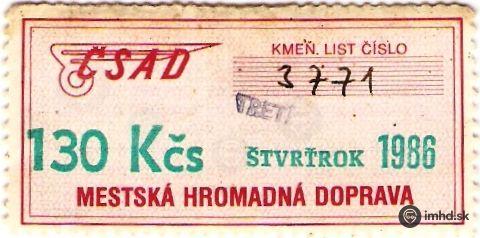 ČSAD
KMEŇ. LIST ČÍSLO
3771
TRETÍ
130 Kčs
ŠTVRŤROK 1986
MESTSKÁ HROMADNÁ DOPRAVA
imhd.sk